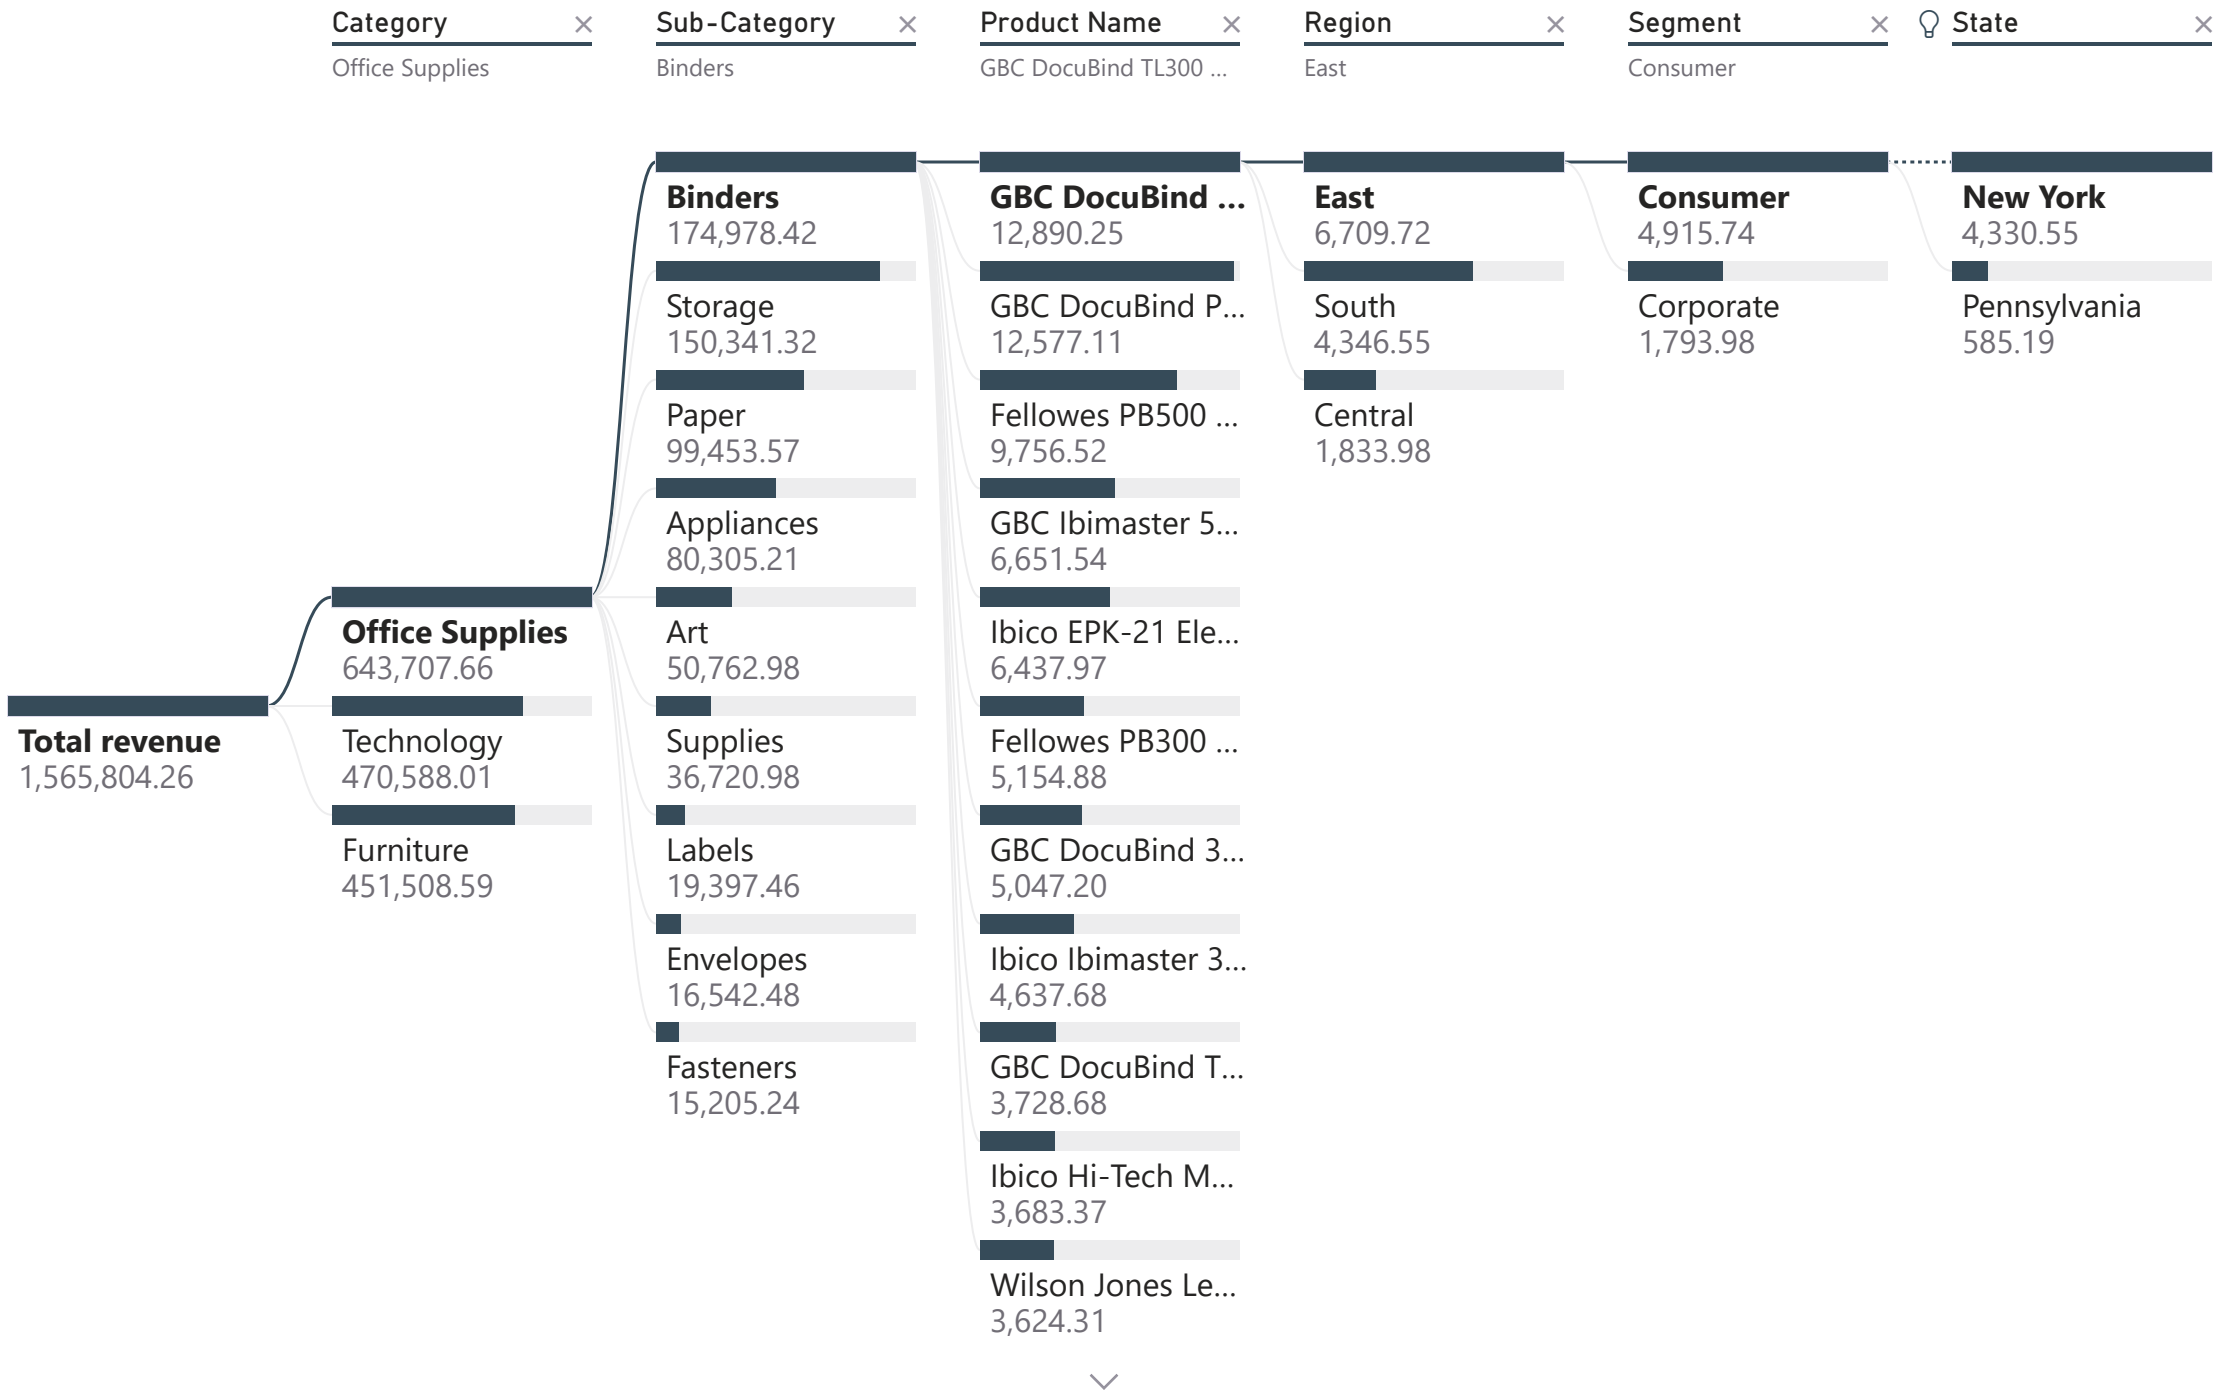 Category
Office Supplies
Sub-Category
Binders
Product Name
GBC DocuBind TL300 ...
Region
East
Segment
Consumer
State
Total revenue
1,565,804.26
Office Supplies
643,707.66
Technology
470,588.01
Furniture
451,508.59
Binders
174,978.42
Storage
150,341.32
Paper
99,453.57
Appliances
80,305.21
Art
50,762.98
Supplies
36,720.98
Labels
19,397.46
Envelopes
16,542.48
Fasteners
15,205.24
GBC DocuBind ...
12,890.25
GBC DocuBind P...
12,577.11
Fellowes PB500 ...
9,756.52
GBC Ibimaster 5...
6,651.54
Ibico EPK-21 Ele...
6,437.97
Fellowes PB300 ...
5,154.88
GBC DocuBind 3...
5,047.20
Ibico Ibimaster 3...
4,637.68
GBC DocuBind T...
3,728.68
Ibico Hi-Tech M...
3,683.37
Wilson Jones Le...
3,624.31
East
6,709.72
South
4,346.55
Central
1,833.98
Consumer
4,915.74
Corporate
1,793.98
New York
4,330.55
Pennsylvania
585.19